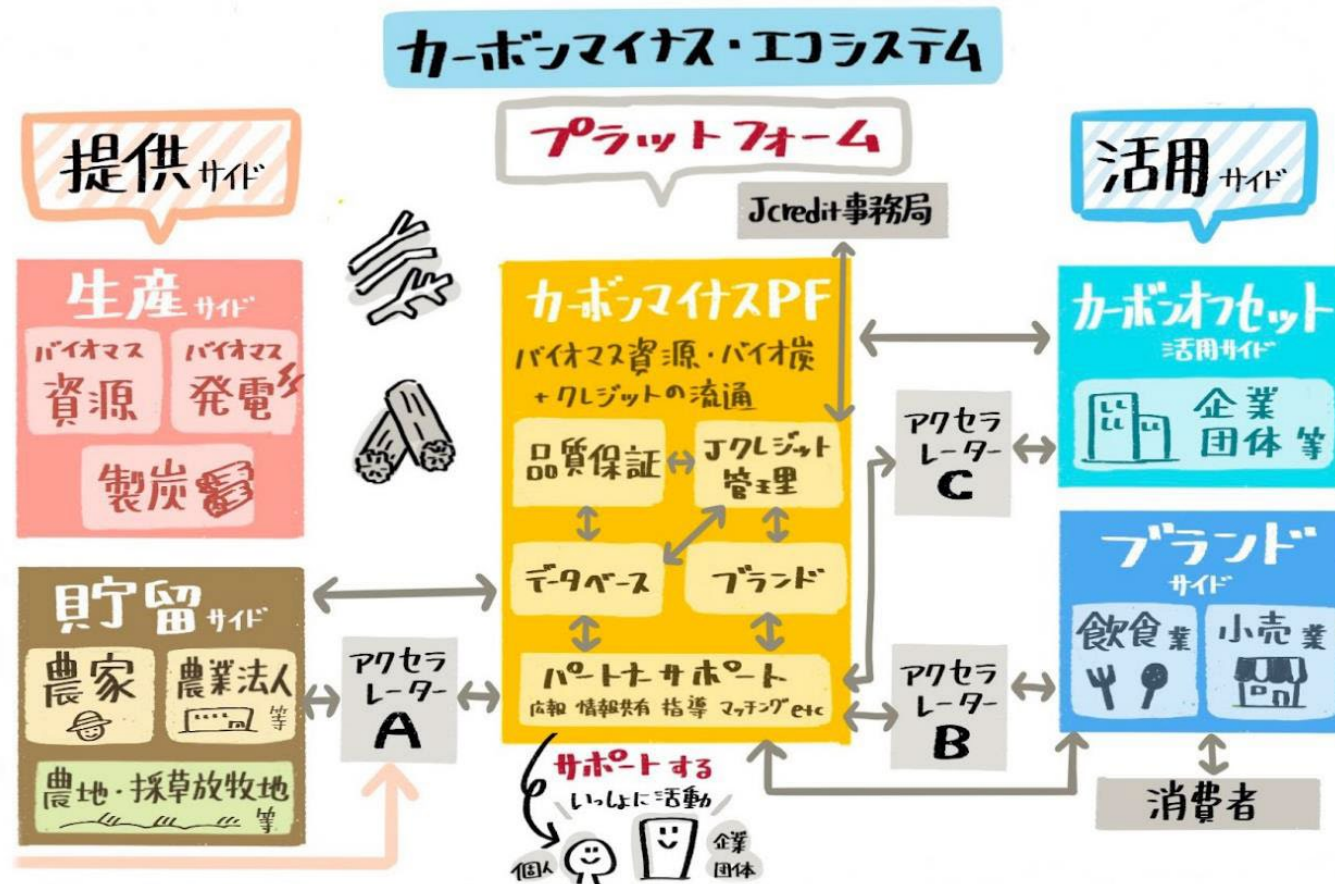 カーボンマイナス・エコシステム
提供サイド
生産サイド
バイオマス
資源
バイオマス
発電
製炭
貯留サイド
農家
農業法人
等
農地・採草放牧地
等
アクセラ
レーター
A
プラットフォーム
Jcredit事務局
カーボンマイナスPF
バイオマス資源・バイオ炭
+クレジットの流通
品質保証
Jクレジット
管理
データベース
ブランド
パートナーサポート
広報 情報共有 指導 マッチングetc
サポートする
いっしょに活動
個人
企業
団体
アクセラ
レーター
C
アクセラ
レーター
B
活用サイド
カーボンオフセット
活用サイド
企業
団体 等
ブランド
サイド
飲食業
小売業
消費者